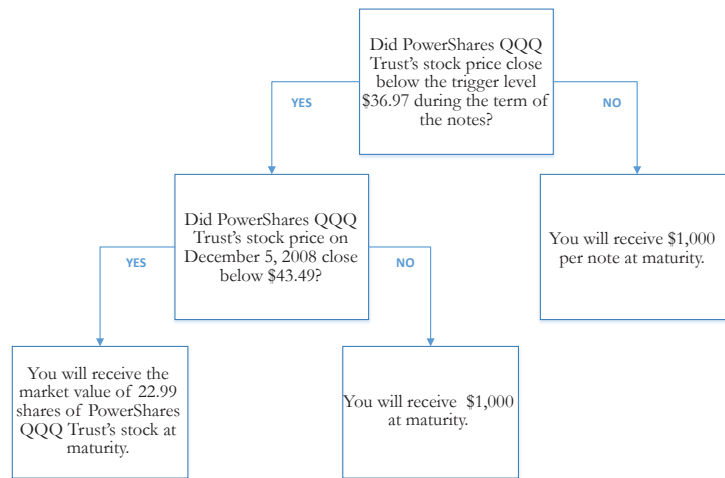 Did PowerShares QQQ
Trust's stock price close
below the trigger level
$36.97 during the term of
the notes?
YES
NO
Did PowerShares QQQ
Trust's stock price on
December 5, 2008 close
below $43.49?
You will receive $1,000
per note at maturity.
YES
NO
You will receive the
market value of 22.99
shares of PowerShares
QQQ Trust's stock at
maturity.
You will receive $1,000
at maturity.